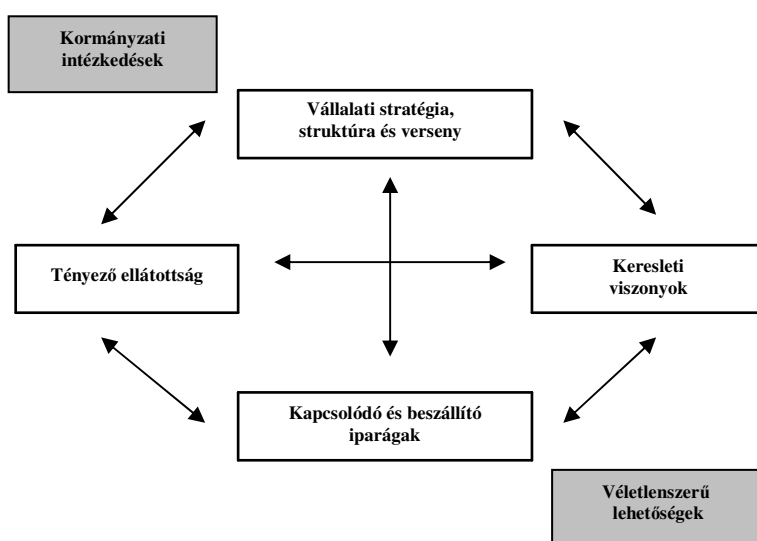 Kormányzati
intézkedések
Vállalati stratégia,
struktúra és verseny
Tényező ellátottság
Keresleti
viszonyok
Kapcsolódó és beszállító
iparágak
Véletlenszerű
lehetőségek